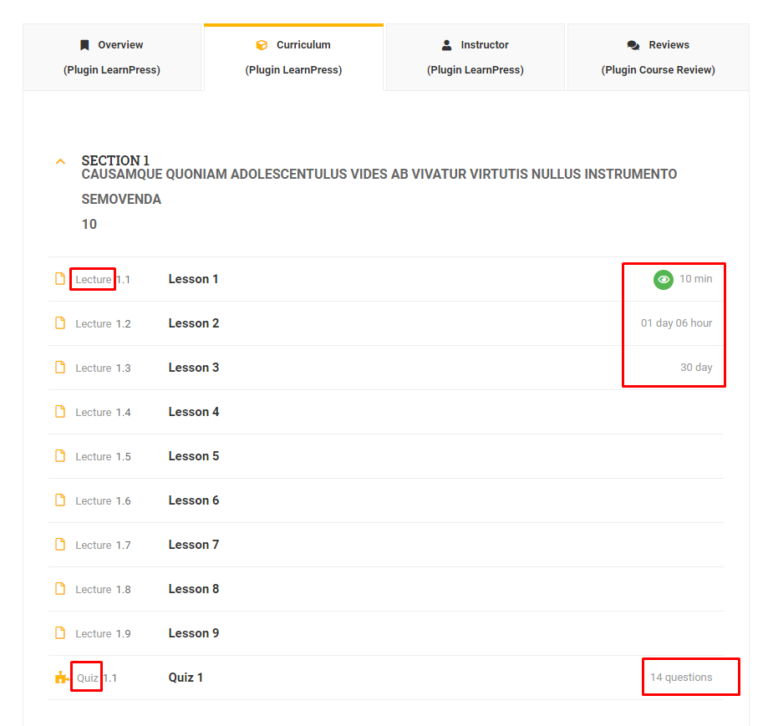 Overview
(Plugin LearnPress)
Curriculum
(Plugin LearnPress)
Instructor
(Plugin LearnPress)
Reviews
(Plugin Course Review)
SECTION 1
CAUSAMQUE QUONIAM ADOLESCENTULUS VIDES AB VIVATUR VIRTUTIS NULLUS INSTRUMENTO
SEMOVENDA
10
Lecture 1.1 Lesson 1 10 min
Lecture 1.2 Lesson 2 01 day 06 hour
Lecture 1.3 Lesson 3 30 day
Lecture 1.4 Lesson 4
Lecture 1.5 Lesson 5
Lecture 1.6 Lesson 6
Lecture 1.7 Lesson 7
Lecture 1.8 Lesson 8
Lecture 1.9 Lesson 9
Quiz 1.1 Quiz 1 14 questions